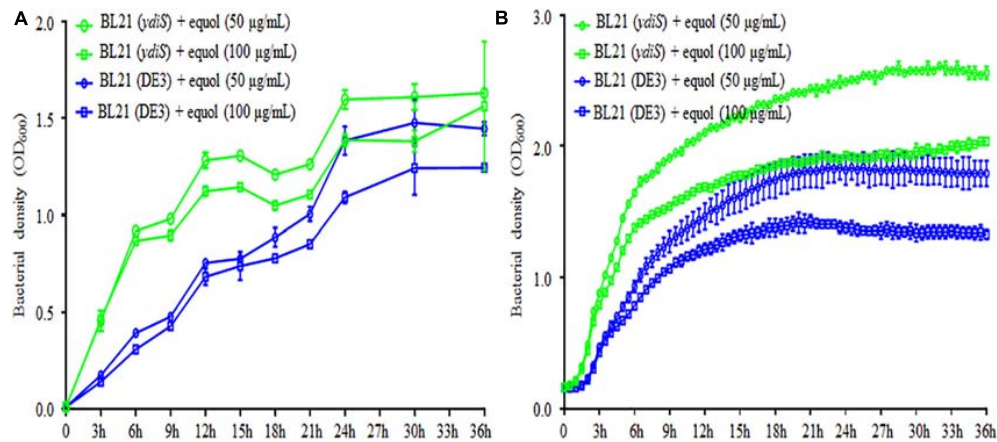 A
BL21 (ydiS) + equol (50 µg/mL)
BL21 (ydiS) + equol (100 µg/mL)
BL21 (DE3) + equol (50 µg/mL)
BL21 (DE3) + equol (100 µg/mL)
Bacterial density (OD600)
2.0
1.5
1.0
0.5
0.0
0 3h 6h 9h 12h 15h 18h 21h 24h 27h 30h 33h 36h
B
BL21 (ydiS) + equol (50 µg/mL)
BL21 (ydiS) + equol (100 µg/mL)
BL21 (DE3) + equol (50 µg/mL)
BL21 (DE3) + equol (100 µg/mL)
Bacterial density (OD600)
3.0
2.0
1.0
0.0
0 3h 6h 9h 12h 15h 18h 21h 23h 27h 30h 33h 36h